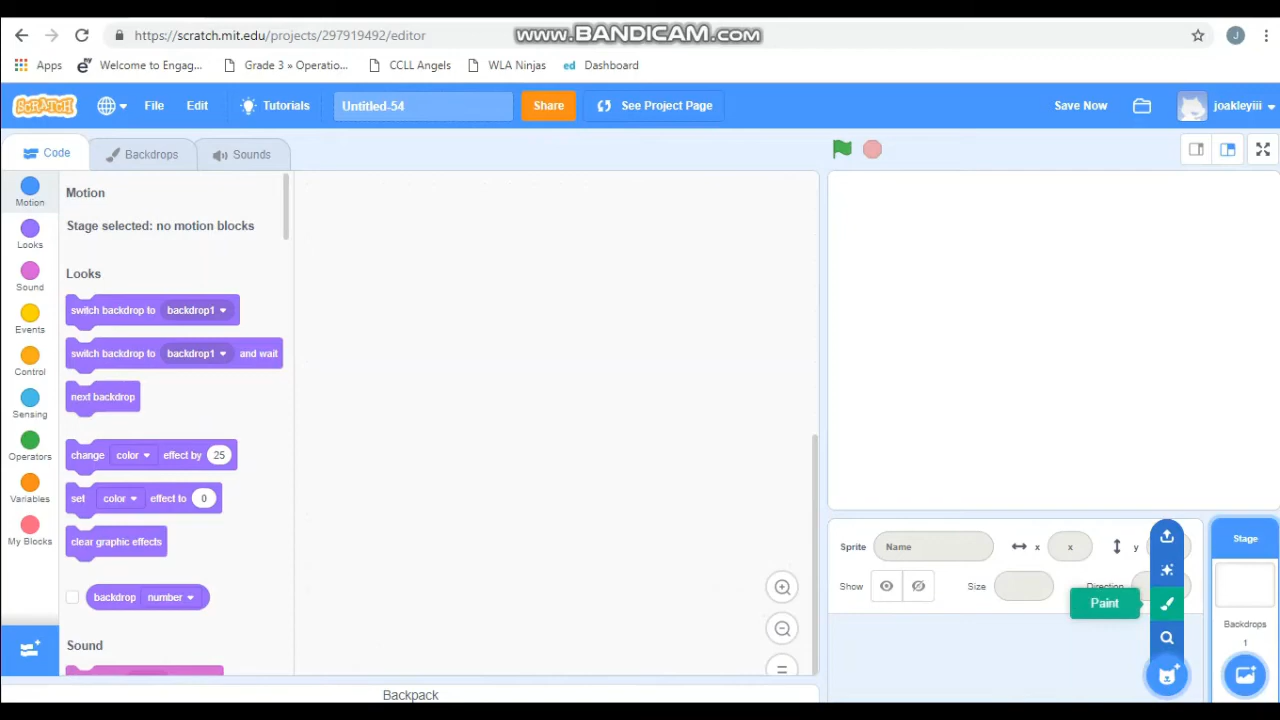 https://scratch.mit.edu/projects/297919492/editor
www.BANDICAM.com
J
Apps
Welcome to Engag...
Grade 3 » Operatio...
CCLL Angels
WLA Ninjas
ed Dashboard
SCRATCH
File
Edit
Tutorials
Untitled-54
Share
See Project Page
Save Now
joakleyiii
Code
Backdrops
Sounds
Motion
Looks
Sound
Events
Control
Sensing
Operators
Variables
My Blocks
Motion
Stage selected: no motion blocks
Looks
switch backdrop to backdrop1
switch backdrop to backdrop1 and wait
next backdrop
change color effect by 25
set color effect to 0
clear graphic effects
backdrop number
Sound
Backpack
Sprite Name x x y
Show Size Direction
Paint
Stage
Backdrops
1